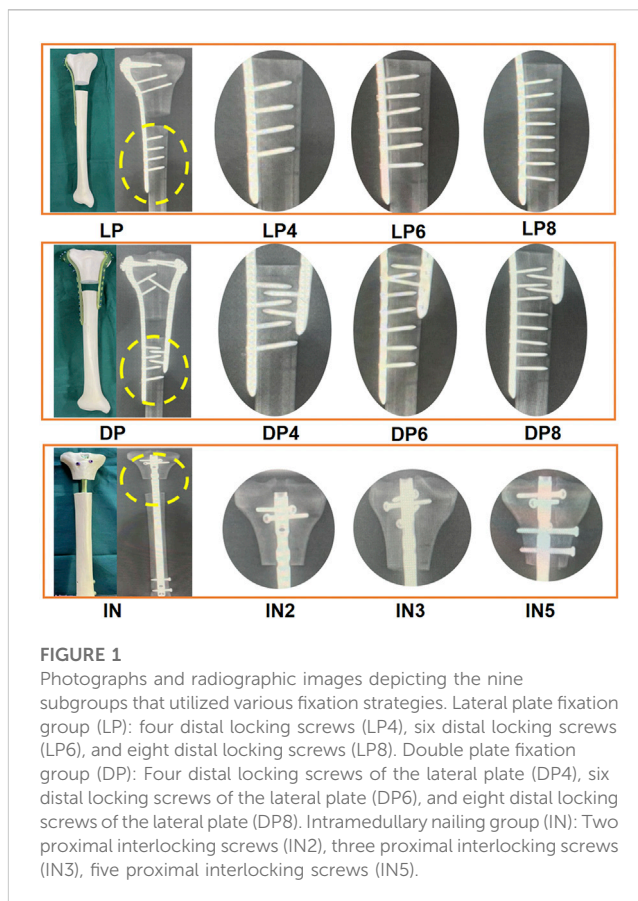 LP
LP4
LP6
LP8
DP
DP4
DP6
DP8
IN
IN2
IN3
IN5
FIGURE 1
Photographs and radiographic images depicting the nine
subgroups that utilized various fixation strategies. Lateral plate fixation
group (LP): four distal locking screws (LP4), six distal locking screws
(LP6), and eight distal locking screws (LP8). Double plate fixation
group (DP): Four distal locking screws of the lateral plate (DP4), six
distal locking screws of the lateral plate (DP6), and eight distal locking
screws of the lateral plate (DP8). Intramedullary nailing group (IN): Two
proximal interlocking screws (IN2), three proximal interlocking screws
(IN3), five proximal interlocking screws (IN5).